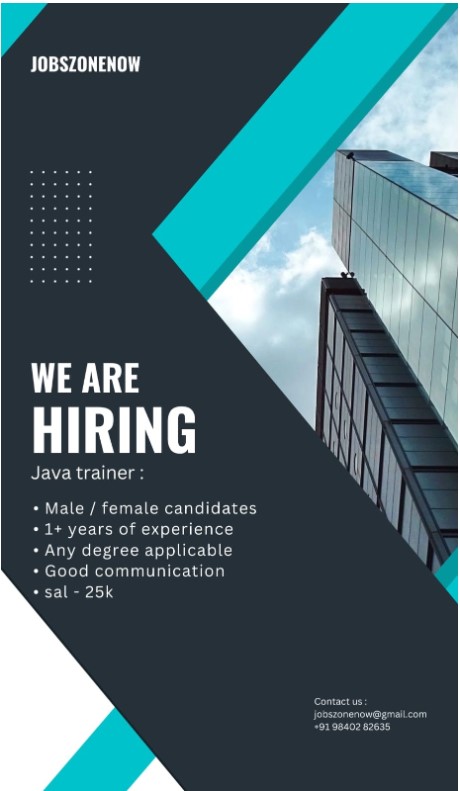 JOBSZONENOW
WE ARE
HIRING
Java trainer :
• Male / female candidates
• 1+ years of experience
• Any degree applicable
• Good communication
• sal - 25k
Contact us :
jobszonenow@gmail.com
+91 98402 82635